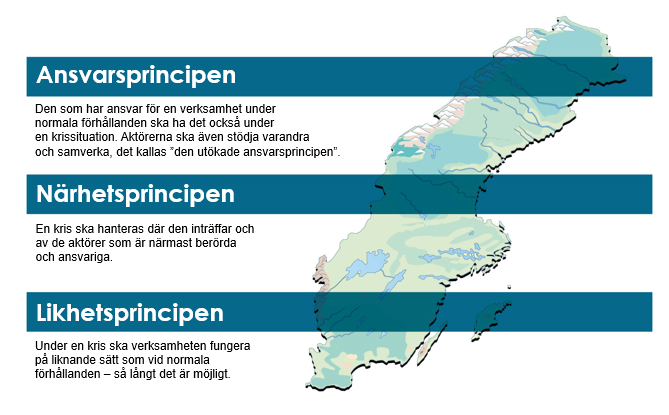 Ansvarsprincipen
Den som har ansvar för en verksamhet under
normala förhållanden ska ha det också under
en krissituation. Aktörerna ska även stödja varandra
och samverka, det kallas ”den utökade ansvarsprincipen”.
Närhetsprincipen
En kris ska hanteras där den inträffar och
av de aktörer som är närmast berörda
och ansvariga.
Likhetsprincipen
Under en kris ska verksamheten fungera
på liknande sätt som vid normala
förhållanden – så långt det är möjligt.